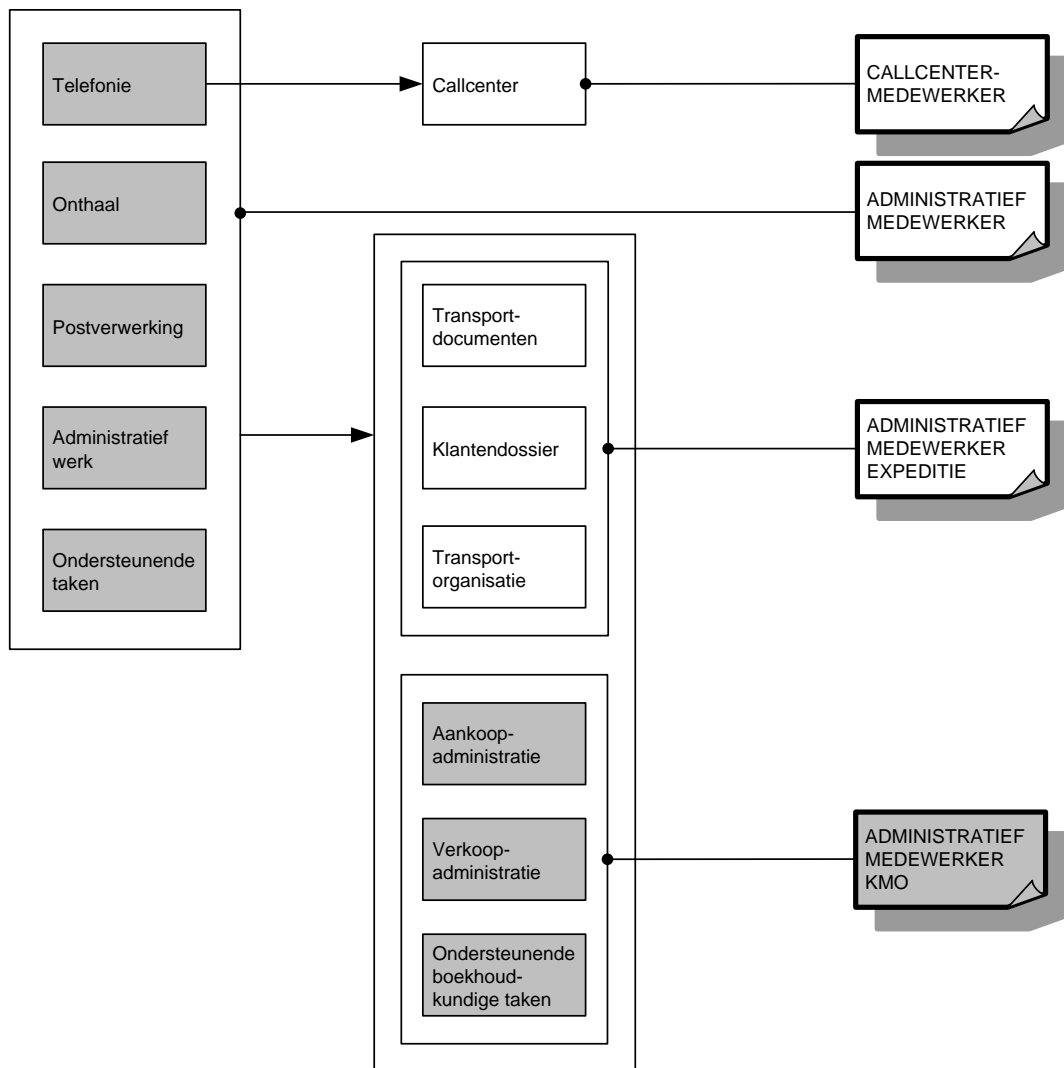 Telefonie
Callcenter
CALLCENTER-
MEDEWERKER
Onthaal
ADMINISTRATIEF
MEDEWERKER
Postverwerking
Transport-
documenten
Administratief
werk
Klantendossier
ADMINISTRATIEF
MEDEWERKER
EXPEDITIE
Ondersteunende
taken
Transport-
organisatie
Aankoop-
administratie
Verkoop-
administratie
ADMINISTRATIEF
MEDEWERKER
KMO
Ondersteunende
boekhoud-
kundige taken